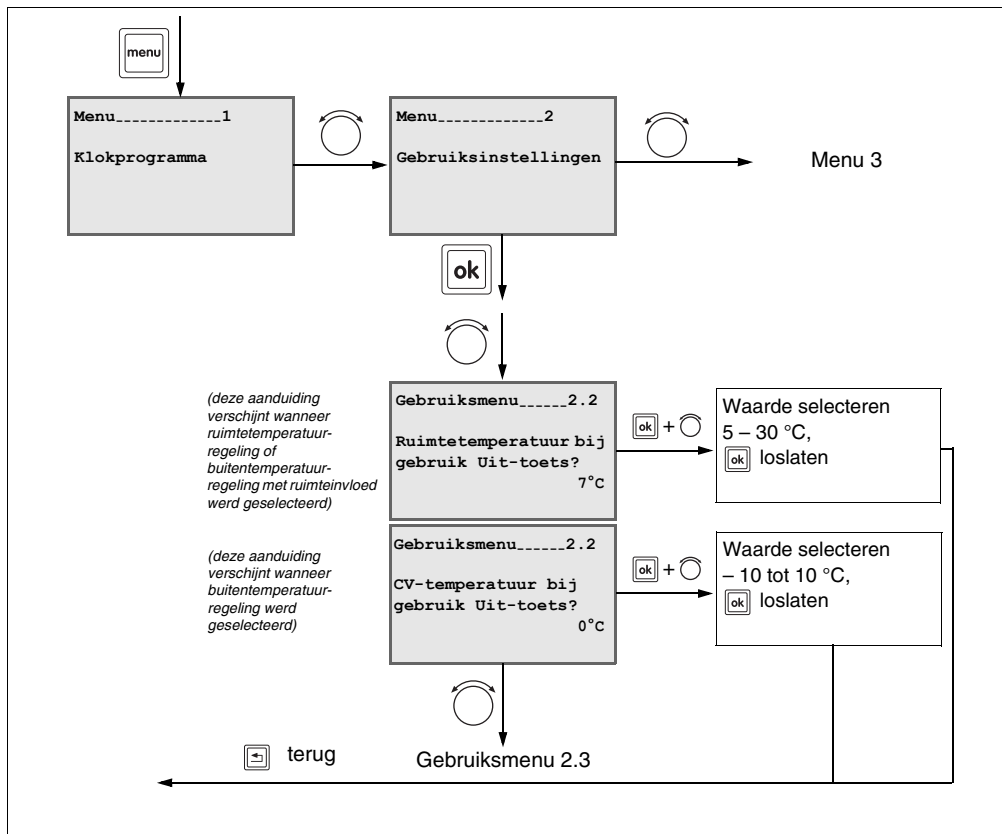 menu
Menu_____________1
Klokprogramma
Menu_____________2
Gebruiksinstellingen
Menu 3
ok
(deze aanduiding
verschijnt wanneer
ruimtetemperatuur-
regeling of
buitentemperatuur-
regeling met ruimteinvloed
werd geselecteerd)
Gebruiksmenu______2.2
Ruimtetemperatuur bij
gebruik Uit-toets?
7°C
ok +
Waarde selecteren
5 – 30 °C,
ok loslaten
(deze aanduiding
verschijnt wanneer
buitentemperatuur-
regeling werd
geselecteerd)
Gebruiksmenu______2.2
CV-temperatuur bij
gebruik Uit-toets?
0°C
ok +
Waarde selecteren
– 10 tot 10 °C,
ok loslaten
terug
Gebruiksmenu 2.3